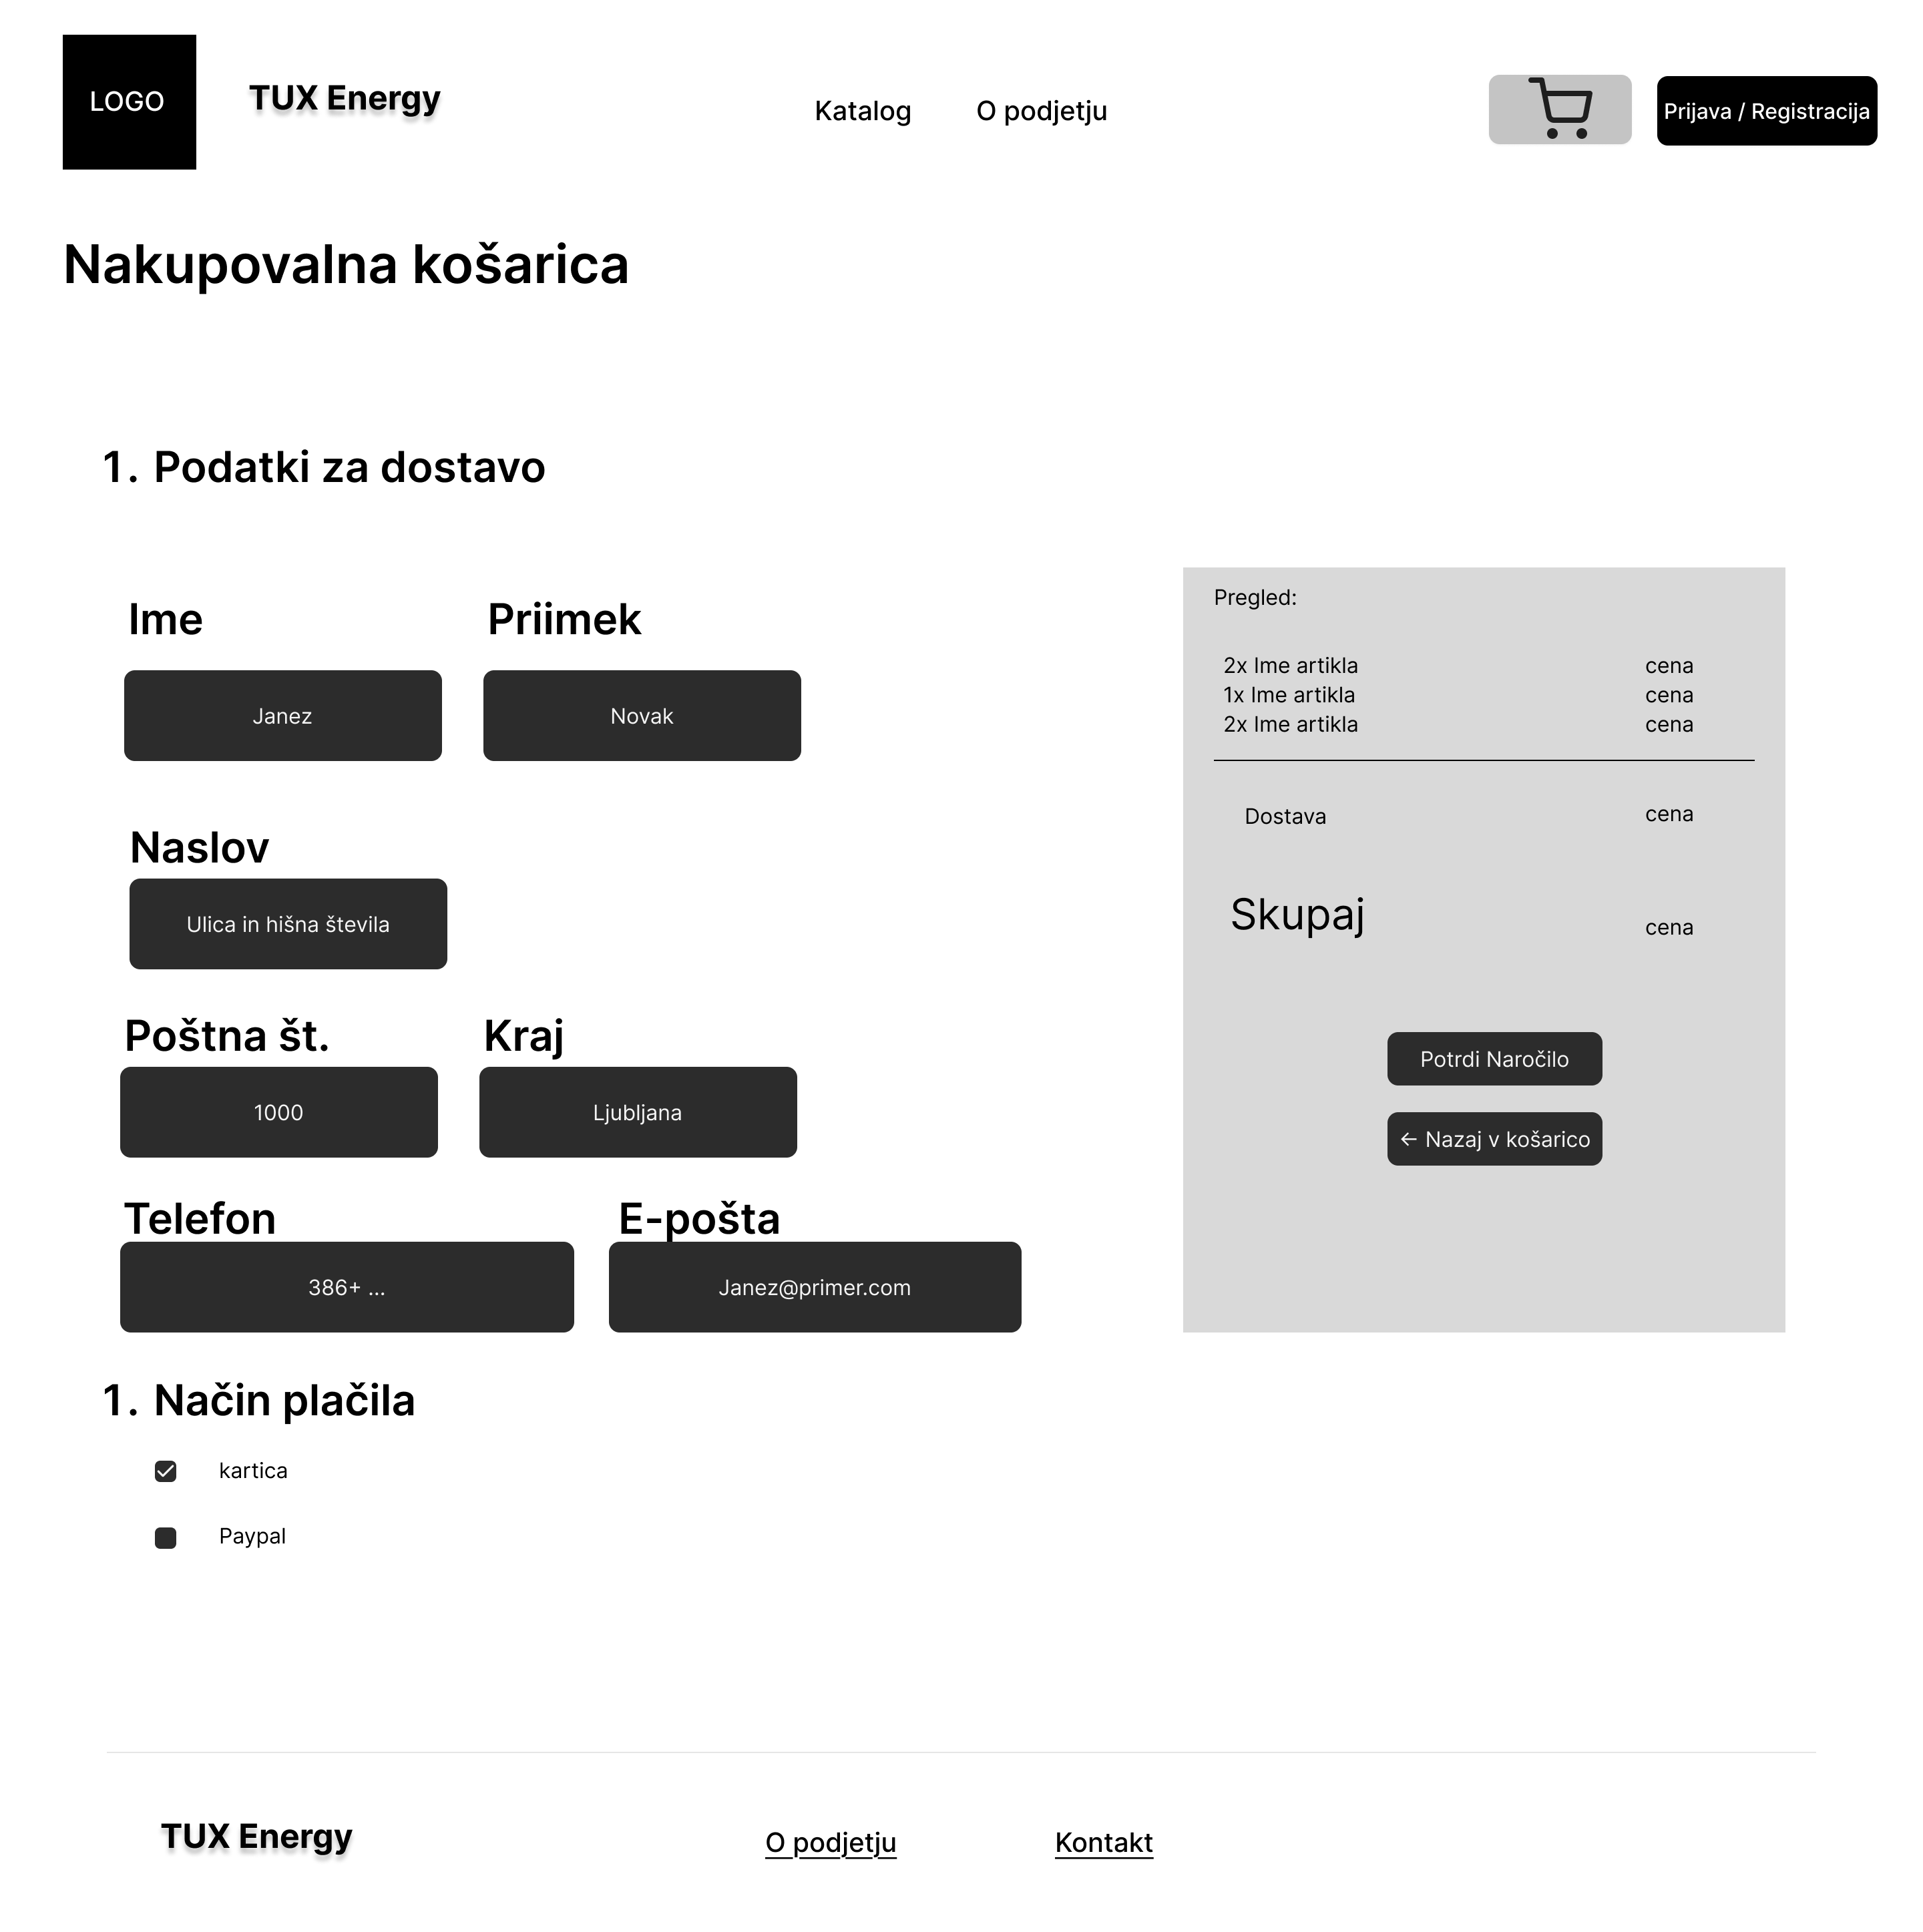 LOGO
TUX Energy
Katalog
O podjetju
Prijava / Registracija
Nakupovalna košarica
1. Podatki za dostavo
Ime
Priimek
Janez
Novak
Naslov
Ulica in hišna števila
Poštna št.
Kraj
1000
Ljubljana
Telefon
E-pošta
386+ ...
Janez@primer.com
Pregled:
2x Ime artikla cena
1x Ime artikla cena
2x Ime artikla cena
Dostava cena
Skupaj cena
Potrdi Naročilo
← Nazaj v košarico
1. Način plačila
kartica
Paypal
TUX Energy
O podjetju
Kontakt